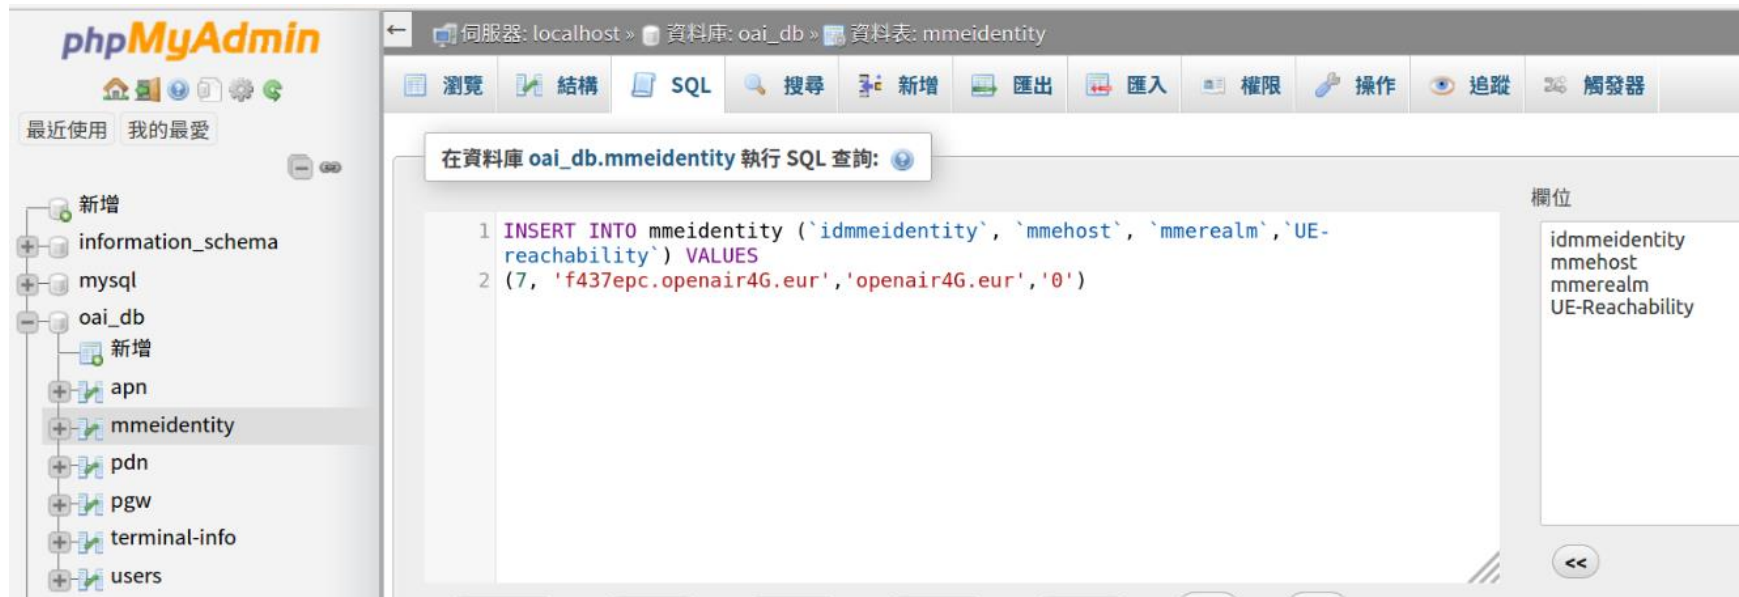 phpMyAdmin
最近使用 我的最愛
新增
information_schema
mysql
oai_db
新增
apn
mmeidentity
pdn
pgw
terminal-info
users
伺服器: localhost » 資料庫: oai_db » 資料表: mmeidentity
瀏覽 結構 SQL 搜尋 新增 匯出 匯入 權限 操作 追蹤 觸發器
在資料庫 oai_db.mmeidentity 執行 SQL 查詢:
1 INSERT INTO mmeidentity (`idmmeidentity`, `mmehost`, `mmerealm`,`UE-
reachability`) VALUES
2 (7, 'f437epc.openair4G.eur','openair4G.eur','0')
欄位
idmmeidentity
mmehost
mmerealm
UE-Reachability
<<